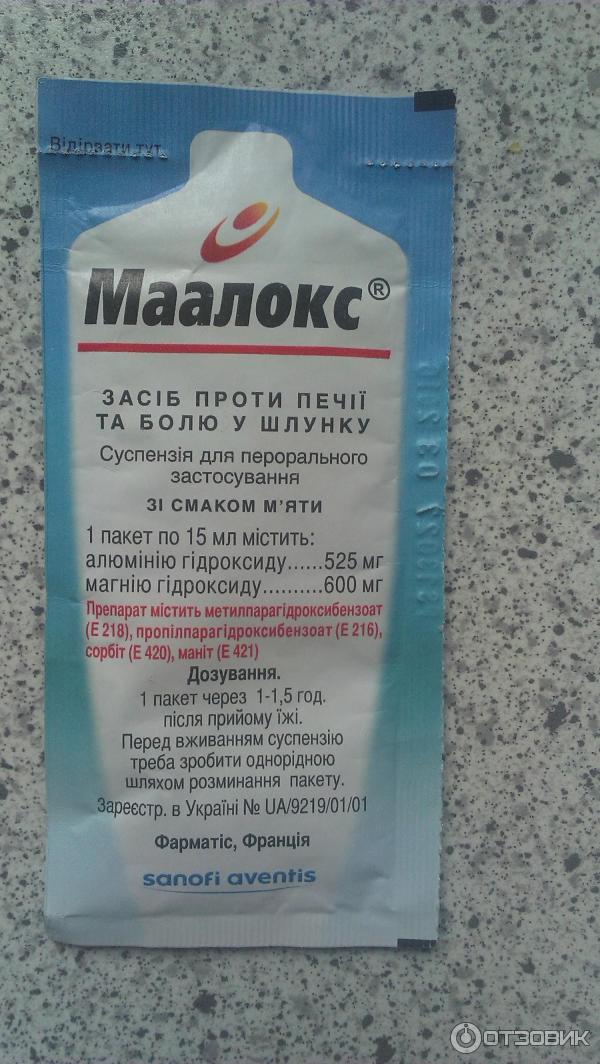 Відірвати тут
Маалокс®
ЗАСІБ ПРОТИ ПЕЧІЇ
ТА БОЛЮ У ШЛУНКУ
Суспензія для перорального
застосування
ЗІ СМАКОМ М'ЯТИ
1 пакет по 15 мл містить:
алюмінію гідроксиду......525 мг
магнію гідроксиду..........600 мг
Препарат містить метилпарагідроксибензоат
(Е 218), пропілпарагідроксибензоат (Е 216),
сорбіт (Е 420), маніт (Е 421)
Дозування.
1 пакет через 1-1,5 год.
після прийому їжі.
Перед вживанням суспензію
треба зробити однорідною
шляхом розминання пакету.
Зареєстр. в Україні № UA/9219/01/01
Фарматіс, Франція
sanofi aventis
ОТЗОВИК